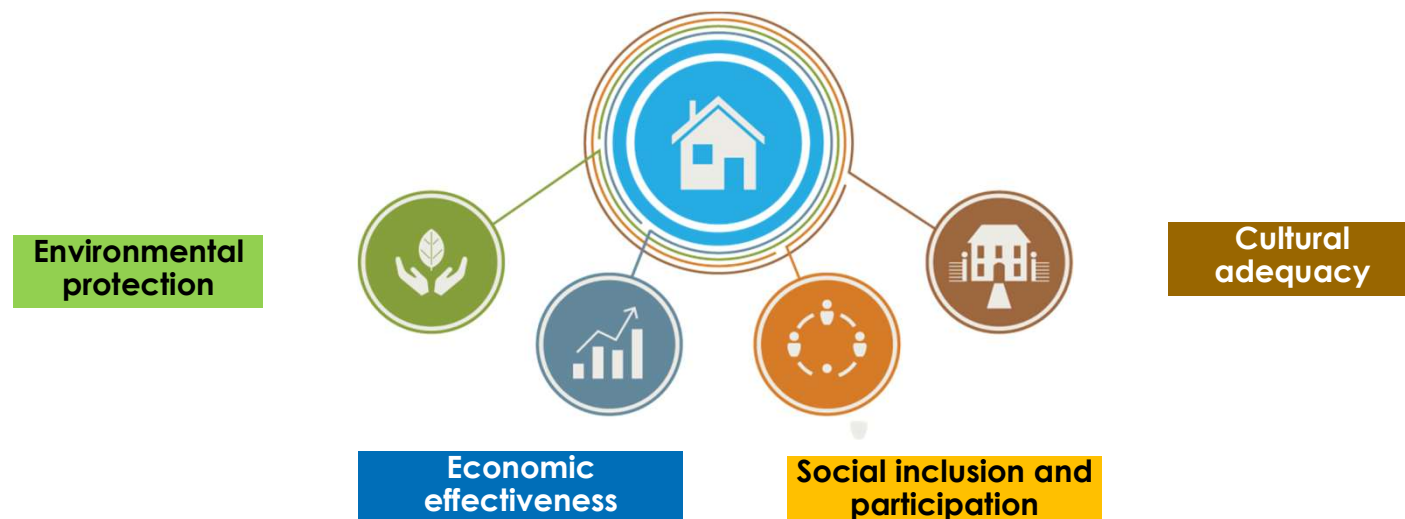 Environmental
protection
Cultural
adequacy
Economic
effectiveness
Social inclusion and
participation